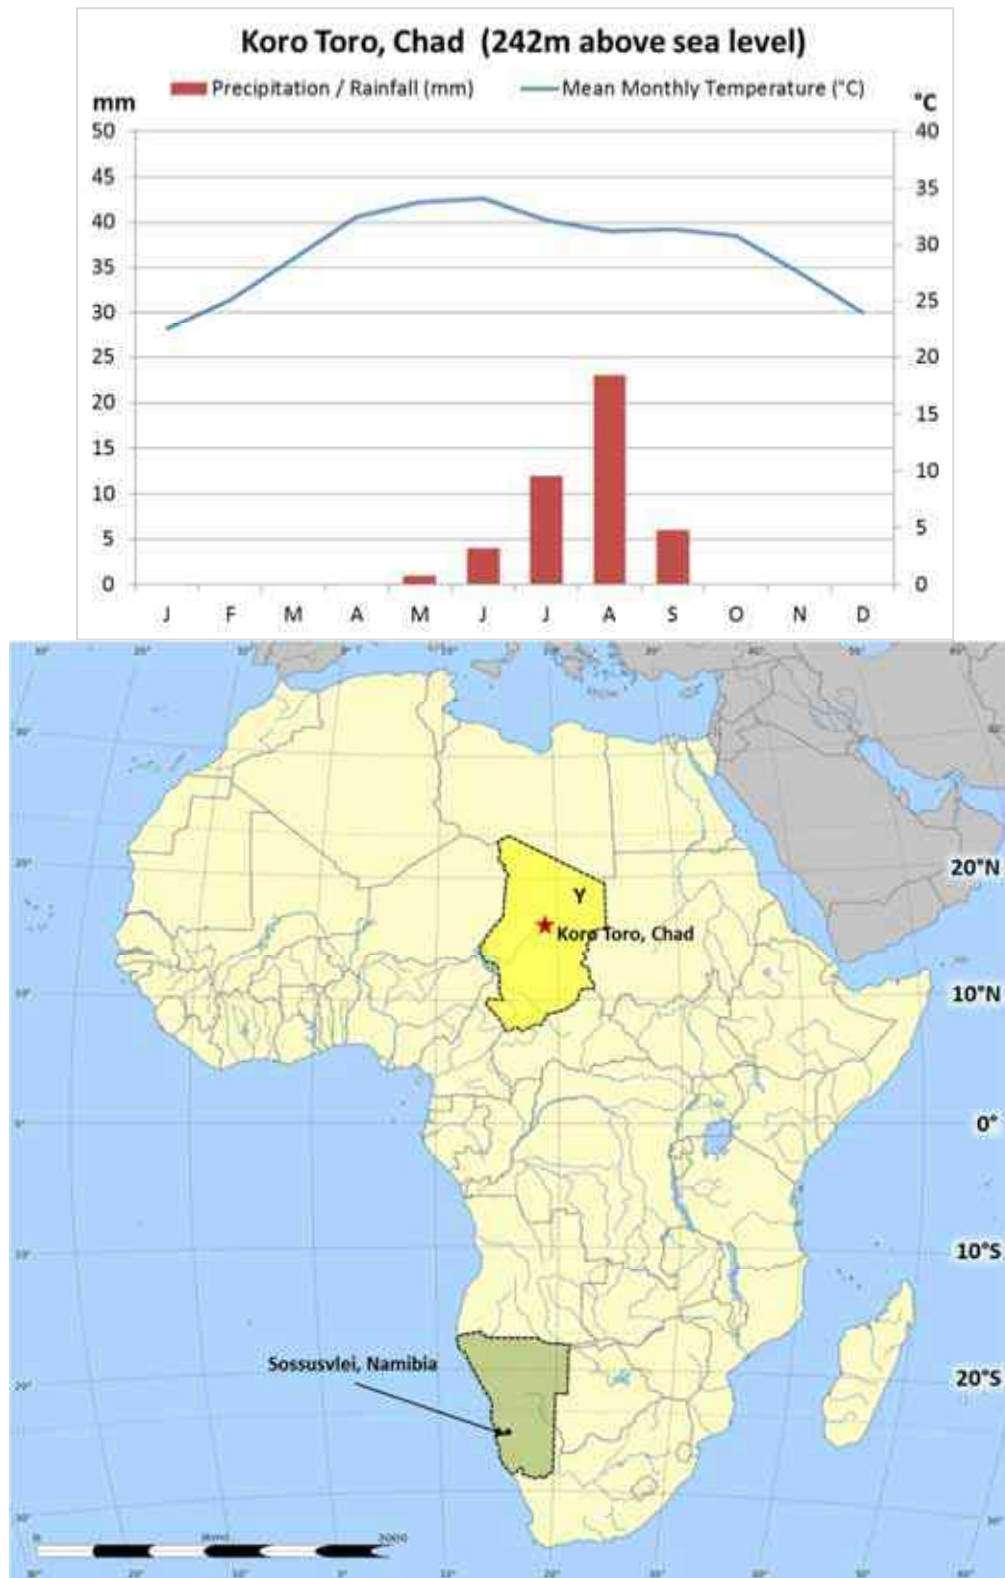 Koro Toro, Chad (242m above sea level)
Precipitation / Rainfall (mm) Mean Monthly Temperature (°C)
mm °C
50 40
45 35
40
35 30
30 25
25 20
20 15
15 10
10
5 5
0 0
J F M A M J J A S O N D
20°N
Y
Koro Toro, Chad
10°N
0°
10°S
Sossusvlei, Namibia
20°S
0